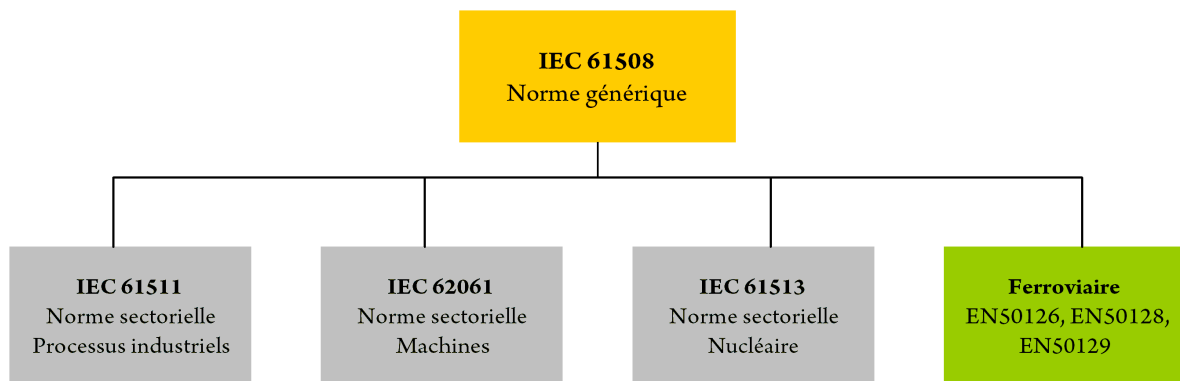 IEC 61508
Norme générique
IEC 61511
Norme sectorielle
Processus industriels
IEC 62061
Norme sectorielle
Machines
IEC 61513
Norme sectorielle
Nucléaire
Ferroviaire
EN50126, EN50128,
EN50129